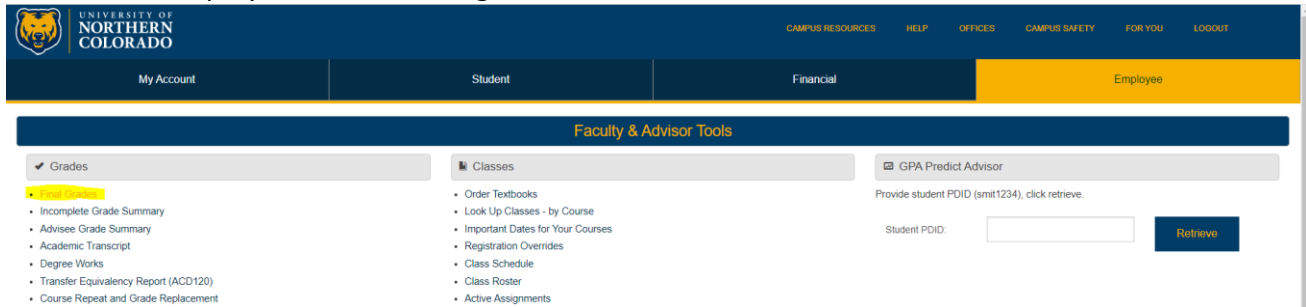 UNIVERSITY OF
NORTHERN
COLORADO
CAMPUS RESOURCES HELP OFFICES CAMPUS SAFETY FOR YOU LOGOUT
My Account Student Financial Employee
Faculty & Advisor Tools
Grades
Final Grades
Incomplete Grade Summary
Advisee Grade Summary
Academic Transcript
Degree Works
Transfer Equivalency Report (ACD120)
Course Repeat and Grade Replacement
Classes
Order Textbooks
Look Up Classes - by Course
Important Dates for Your Courses
Registration Overrides
Class Schedule
Class Roster
Active Assignments
GPA Predict Advisor
Provide student PDID (smit1234), click retrieve.
Student PDID: Retrieve